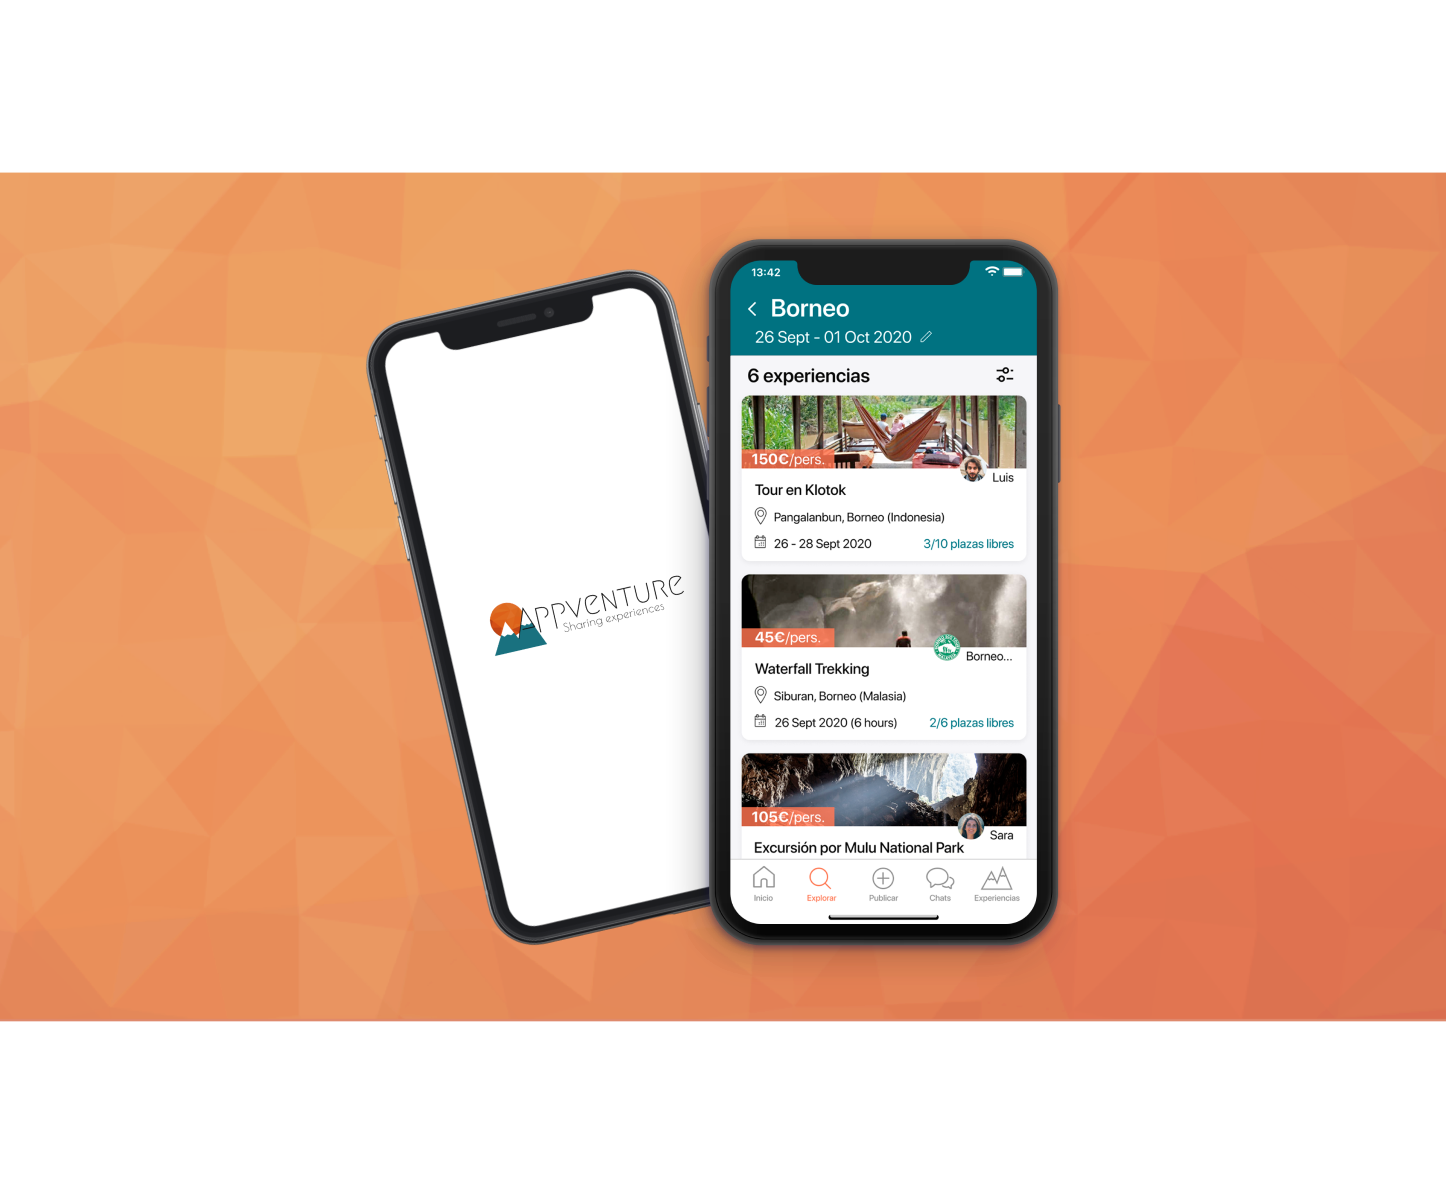 APPVENTURE
Sharing experiences
13:42
Borneo
26 Sept - 01 Oct 2020
6 experiencias
150€/pers.
Luis
Tour en Klotok
Pangalanbun, Borneo (Indonesia)
26 - 28 Sept 2020
3/10 plazas libres
45€/pers.
Borneo...
Waterfall Trekking
Siburan, Borneo (Malasia)
26 Sept 2020 (6 hours)
2/6 plazas libres
105€/pers.
Sara
Excursión por Mulu National Park
Inicio
Explorar
Publicar
Chats
Experiencias